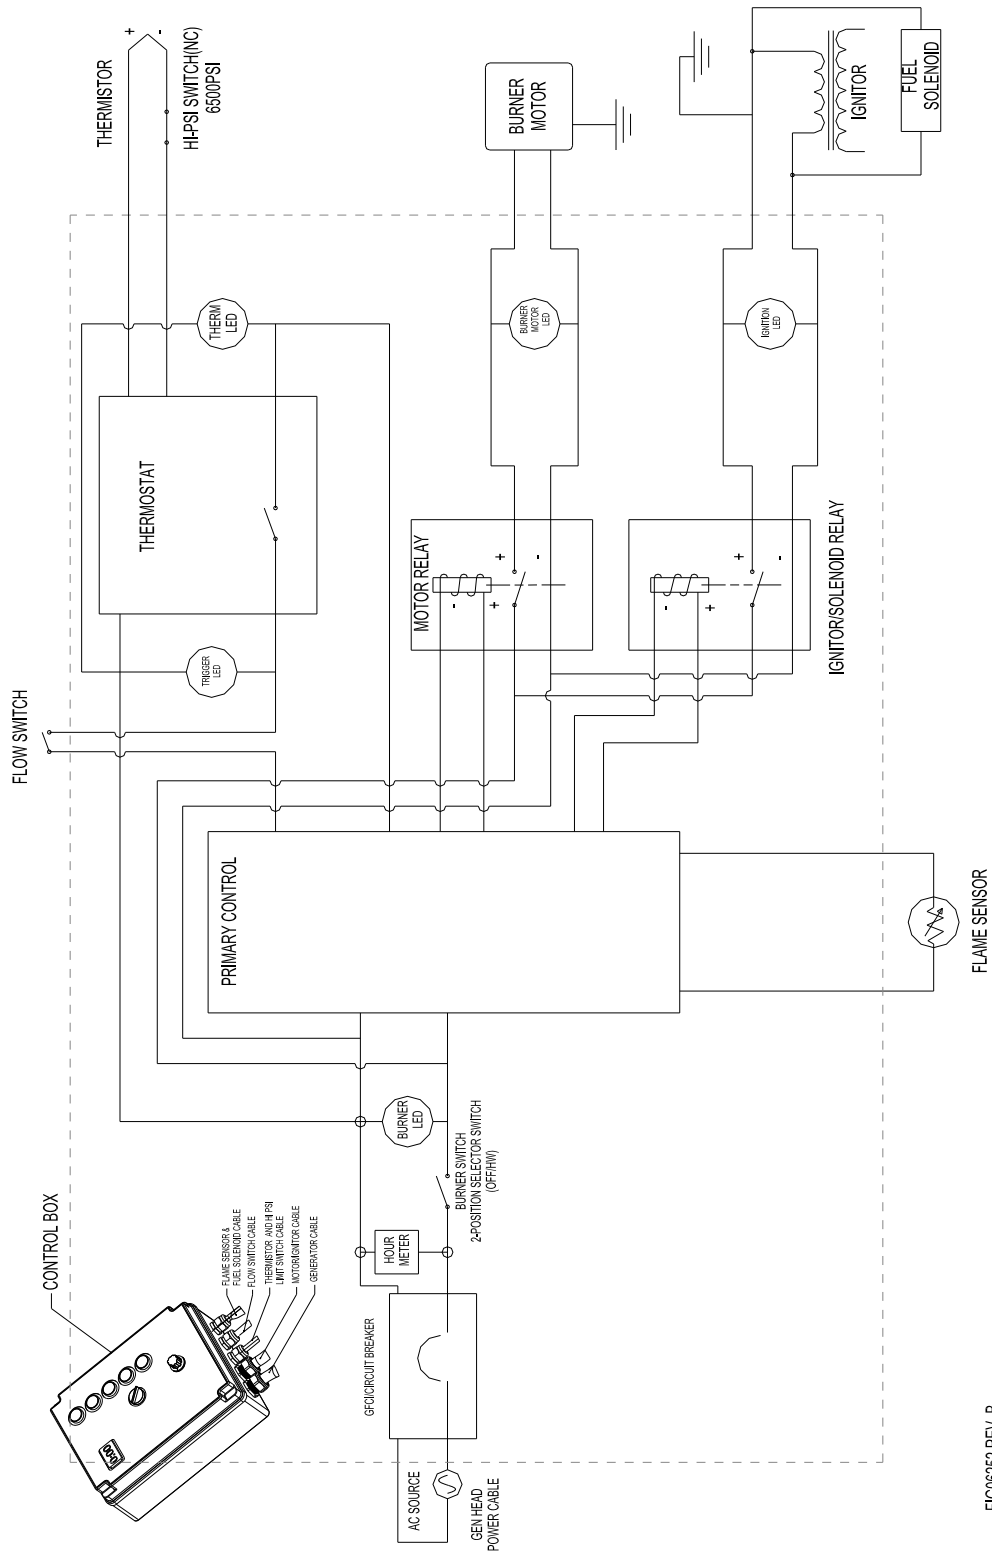 CONTROL BOX
FLAME SENSOR &
FUEL SOLENOID CABLE
FLOW SWITCH CABLE
THERMISTOR AND HI PSI
LIMIT SWITCH CABLE
MOTOR/IGNITOR CABLE
GENERATOR CABLE
AC SOURCE
GEN HEAD
POWER CABLE
GFCI/CIRCUIT BREAKER
HOUR
METER
BURNER SWITCH
2-POSITION SELECTOR SWITCH
(OFF/HW)
BURNER
LED
PRIMARY CONTROL
FLAME SENSOR
FLOW SWITCH
TRIGGER
LED
THERMOSTAT
THERM
LED
THERMISTOR
+
-
HI-PSI SWITCH(NC)
6500PSI
MOTOR RELAY
-
+
+
-
BURNER
MOTOR
LED
BURNER
MOTOR
IGNITOR/SOLENOID RELAY
-
+
+
-
IGNITION
LED
IGNITOR
FUEL
SOLENOID